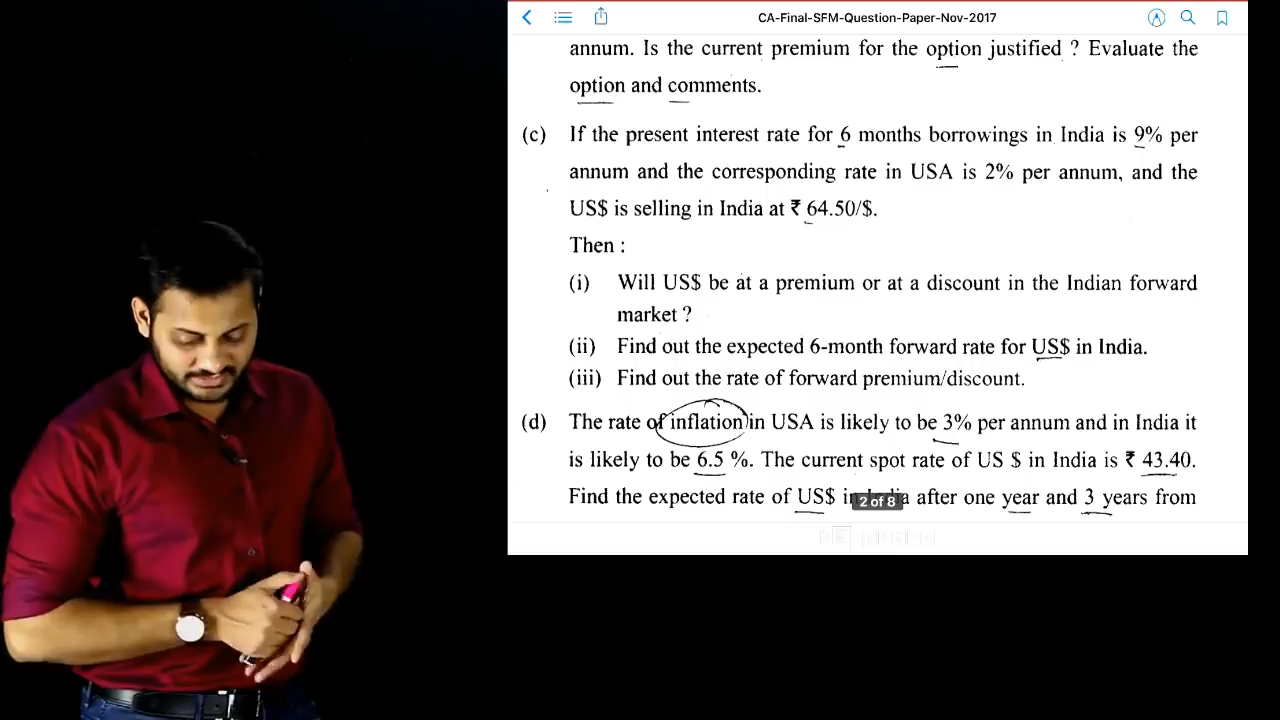 CA-Final-SFM-Question-Paper-Nov-2017
annum. Is the current premium for the option justified ? Evaluate the
option and comments.
(c) If the present interest rate for 6 months borrowings in India is 9% per
annum and the corresponding rate in USA is 2% per annum, and the
US$ is selling in India at ₹ 64.50/$.
Then :
(i) Will US$ be at a premium or at a discount in the Indian forward
market ?
(ii) Find out the expected 6-month forward rate for US$ in India.
(iii) Find out the rate of forward premium/discount.
(d) The rate of inflation in USA is likely to be 3% per annum and in India it
is likely to be 6.5 %. The current spot rate of US $ in India is ₹ 43.40.
Find the expected rate of US$ in after one year and 3 years from
2 of 8